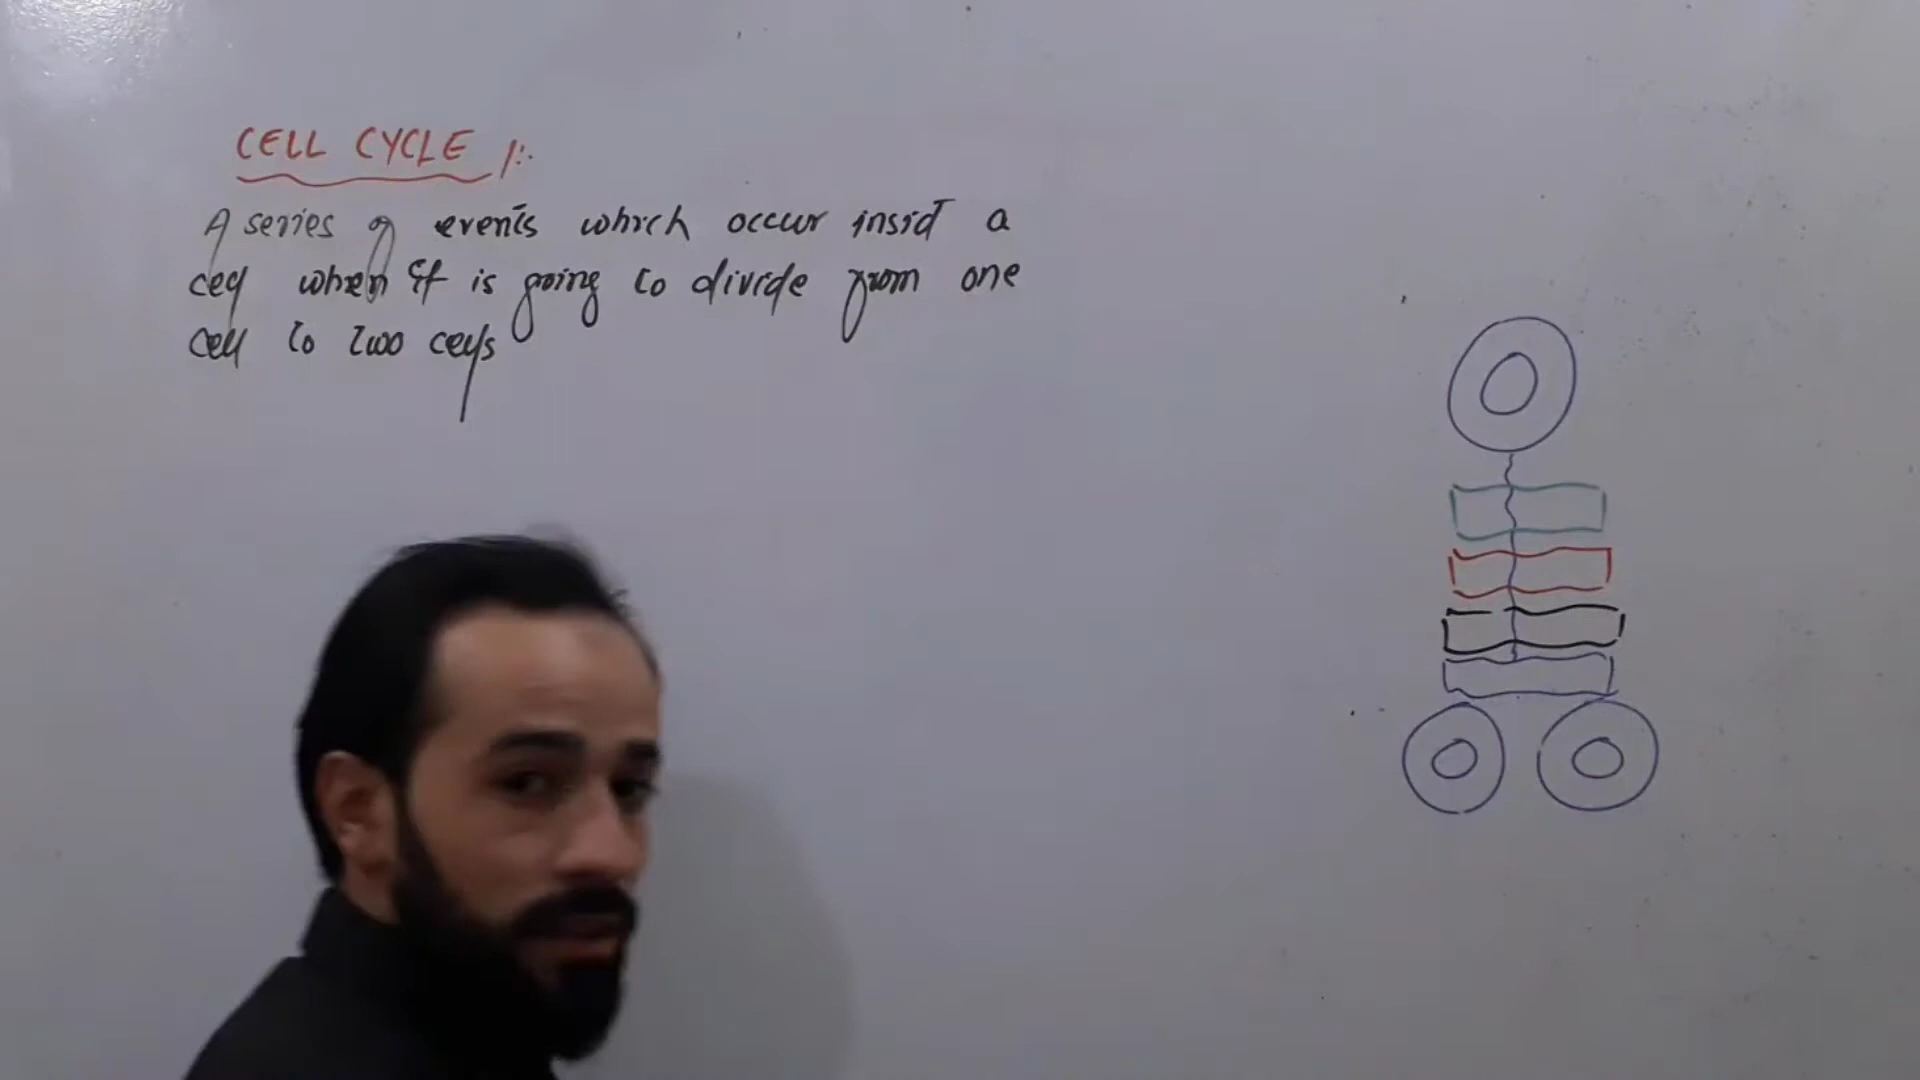 CELL CYCLE :-
A series of events which occur inside a
cell when it is going to divide from one
cell to two cells